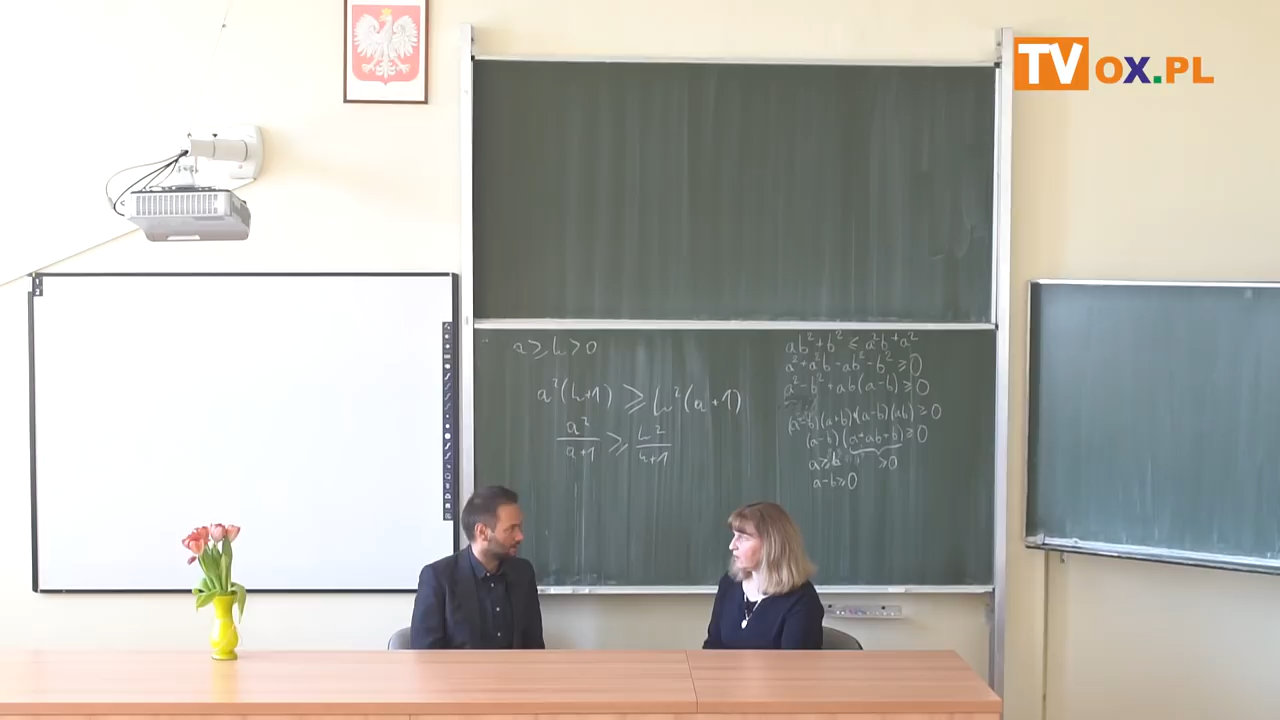 TVOX.PL
a ⩾ b > 0
a²(b+1) ⩾ b²(a+1)
a²/(a+1) ⩾ b²/(b+1)
ab² + b² ⩽ a²b + a²
a² + a²b - ab² - b² ⩾ 0
a² - b² + ab(a-b) ⩾ 0
(a-b)(a+b)+(a-b)(ab) ⩾ 0
(a-b)(a+ab+b) ⩾ 0
a ⩾ b >0
a-b ⩾ 0